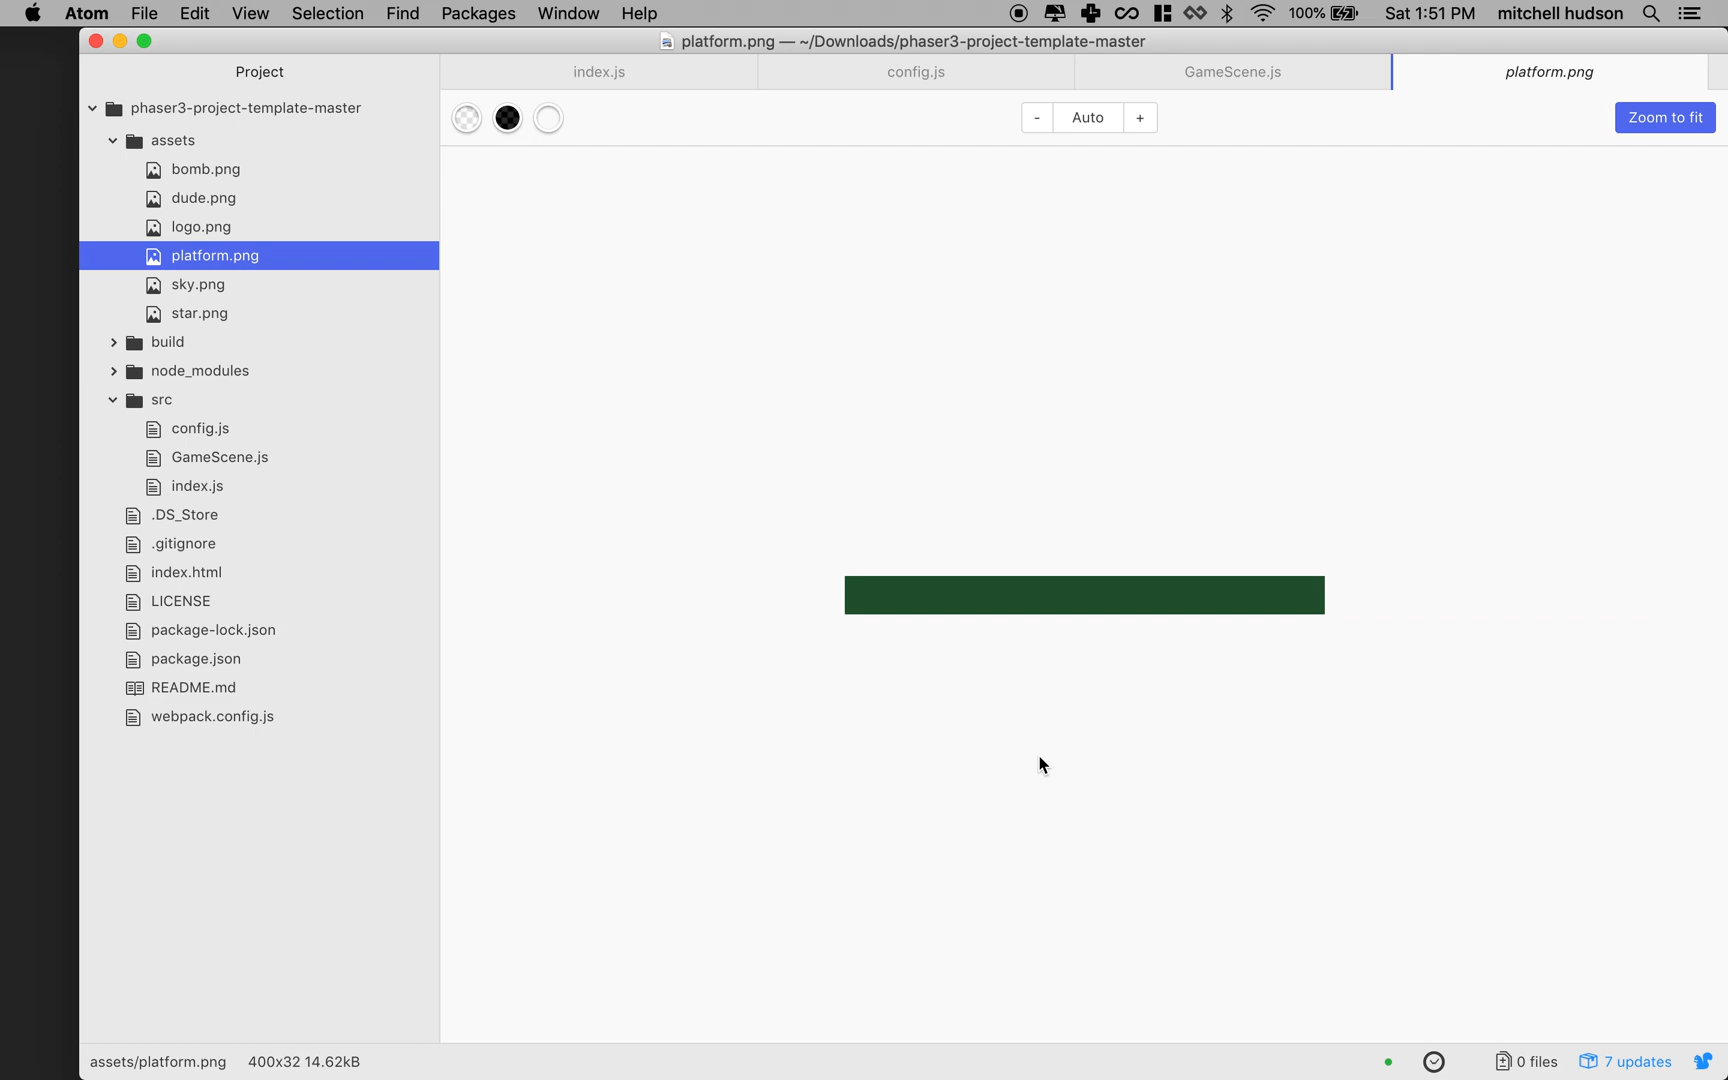 Atom File Edit View Selection Find Packages Window Help 100% Sat 1:51 PM mitchell hudson
platform.png — ~/Downloads/phaser3-project-template-master
Project
index.js
config.js
GameScene.js
platform.png
- Auto +
Zoom to fit
phaser3-project-template-master
assets
bomb.png
dude.png
logo.png
platform.png
sky.png
star.png
build
node_modules
src
config.js
GameScene.js
index.js
.DS_Store
.gitignore
index.html
LICENSE
package-lock.json
package.json
README.md
webpack.config.js
assets/platform.png 400x32 14.62kB
0 files 7 updates